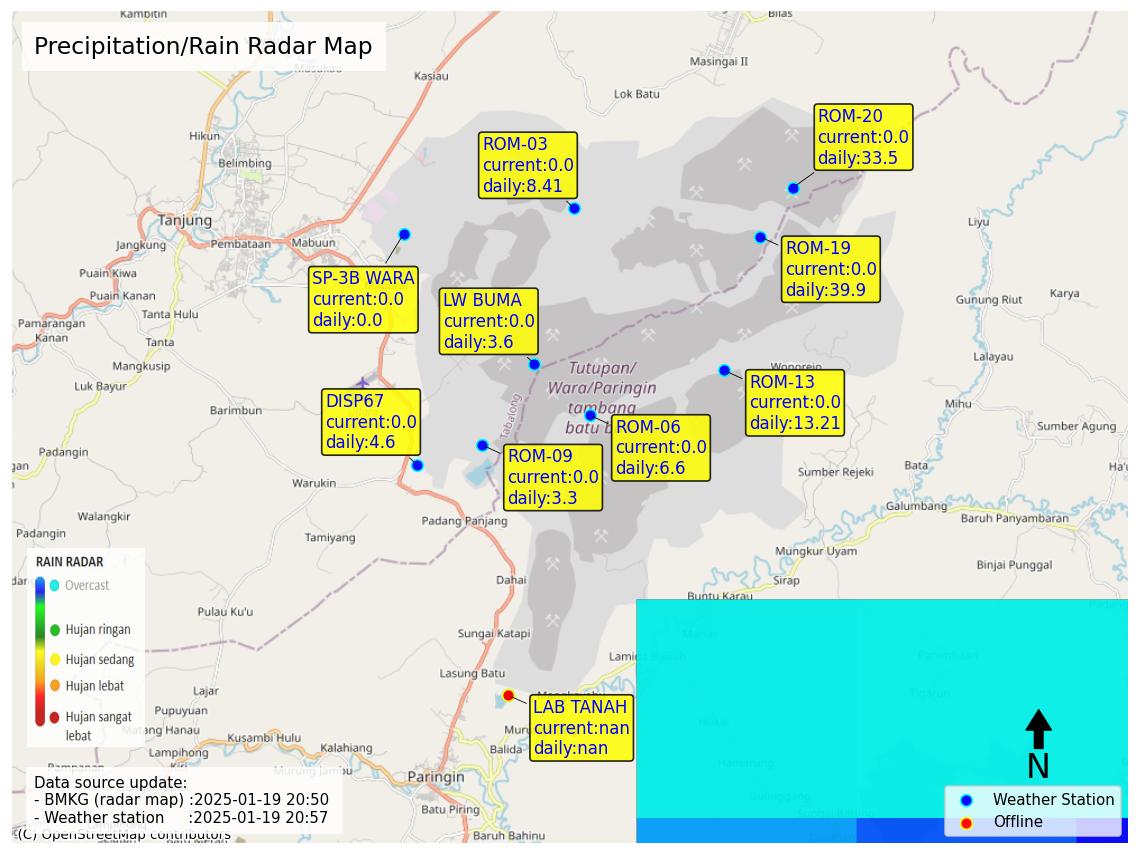 Kambitin
Bilas
Precipitation/Rain Radar Map
Masukau
Kasiau
Masingai II
Lok Batu
Hikun
Belimbing
ROM-03
current:0.0
daily:8.41
ROM-20
current:0.0
daily:33.5
Tanjung
Jangkung
Pembataan
Mabuun
Liyu
Puain Kiwa
Puain Kanan
Tanta Hulu
SP-3B WARA
current:0.0
daily:0.0
LW BUMA
current:0.0
daily:3.6
ROM-19
current:0.0
daily:39.9
Gunung Riut
Karya
Pamarangan
Kanan
Tanta
Mangkusip
Luk Bayur
Lalayau
Barimbun
Tutupan/
Wara/Paringin
tambang
batu b
Wonorejo
Mihu
DISP67
current:0.0
daily:4.6
Tabalong
ROM-13
current:0.0
daily:13.21
ROM-06
current:0.0
daily:6.6
ROM-09
current:0.0
daily:3.3
Sumber Agung
Bata
Ha'u
Sumber Rejeki
gan
Padangin
Warukin
Walangkir
Padang Panjang
Galumbang
Baruh Panyambaran
Tamiyang
Mungkur Uyam
Binjai Punggal
RAIN RADAR
Overcast
Hujan ringan
Hujan sedang
Hujan lebat
Hujan sangat
lebat
Dahai
Sirap
Buntu Karau
Pulau Ku'u
Sungai Katapi
Lasung Batu
Lajar
Pupuyuan
Matang Hanau
Lampihong
Kusambi Hulu
Kalahiang
Murung Jambu
LAB TANAH
current:nan
daily:nan
Balida
Paringin
Batu Piring
Baruh Bahinu
Data source update:
- BMKG (radar map) :2025-01-19 20:50
- Weather station :2025-01-19 20:57
(C) OpenStreetMap contributors
N
Weather Station
Offline